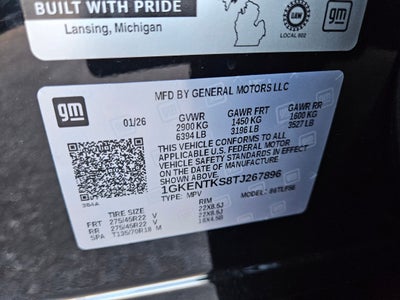 BUILT WITH PRIDE
Lansing, Michigan
LOCAL 602
gm
gm
MFD BY GENERAL MOTORS LLC
01/26
GVWR GAWR FRT GAWR RR
2900 KG 1450 KG 1600 KG
6394 LB 3196 LB 3527 LB
THIS VEHICLE CONFORMS TO ALL
APPLICABLE U.S. FEDERAL MOTOR
VEHICLE SAFETY STANDARDS IN EFFECT
ON THE DATE OF MANUFACTURE
SHOWN ABOVE.
1GKENTKS8TJ267896
TYPE: MPV MODEL:
TIRE SIZE RIM
FRT 275/45R22 V 22X8.5J
RR 275/45R22 V 22X8.5J
SPA T135/70R18 M 18X4.5B